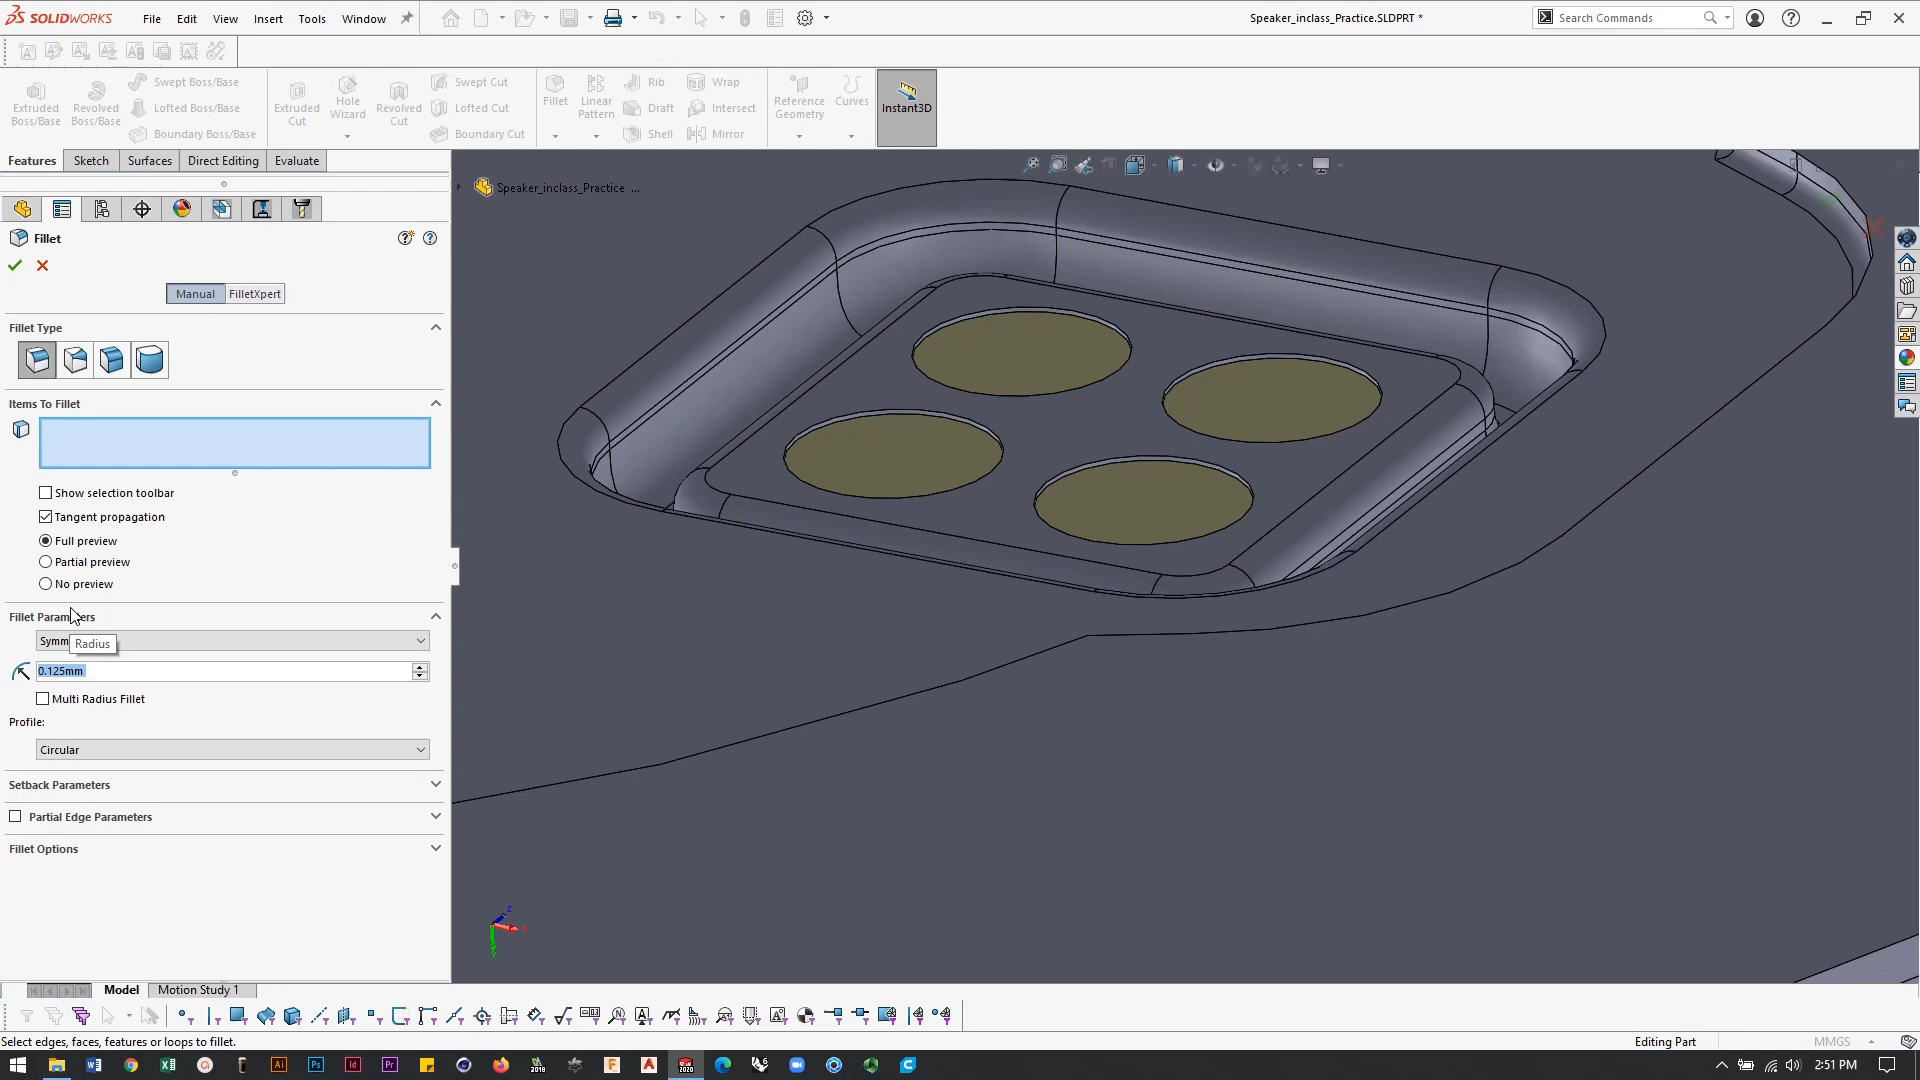 SOLIDWORKS File Edit View Insert Tools Window Speaker_inclass_Practice.SLDPRT * Search Commands
Extruded Boss/Base
Revolved Boss/Base
Swept Boss/Base
Lofted Boss/Base
Boundary Boss/Base
Extruded Cut
Hole Wizard
Revolved Cut
Swept Cut
Lofted Cut
Boundary Cut
Fillet
Linear Pattern
Rib
Draft
Shell
Wrap
Intersect
Mirror
Reference Geometry
Curves
Instant3D
Features Sketch Surfaces Direct Editing Evaluate
Speaker_inclass_Practice ...
Fillet
Manual FilletXpert
Fillet Type
Items To Fillet
Show selection toolbar
Tangent propagation
Full preview
Partial preview
No preview
Fillet Parameters
Symm
Radius
0.125mm
Multi Radius Fillet
Profile:
Circular
Setback Parameters
Partial Edge Parameters
Fillet Options
Z
X
Model Motion Study 1
Select edges, faces, features or loops to fillet. Editing Part MMGS
2:51 PM